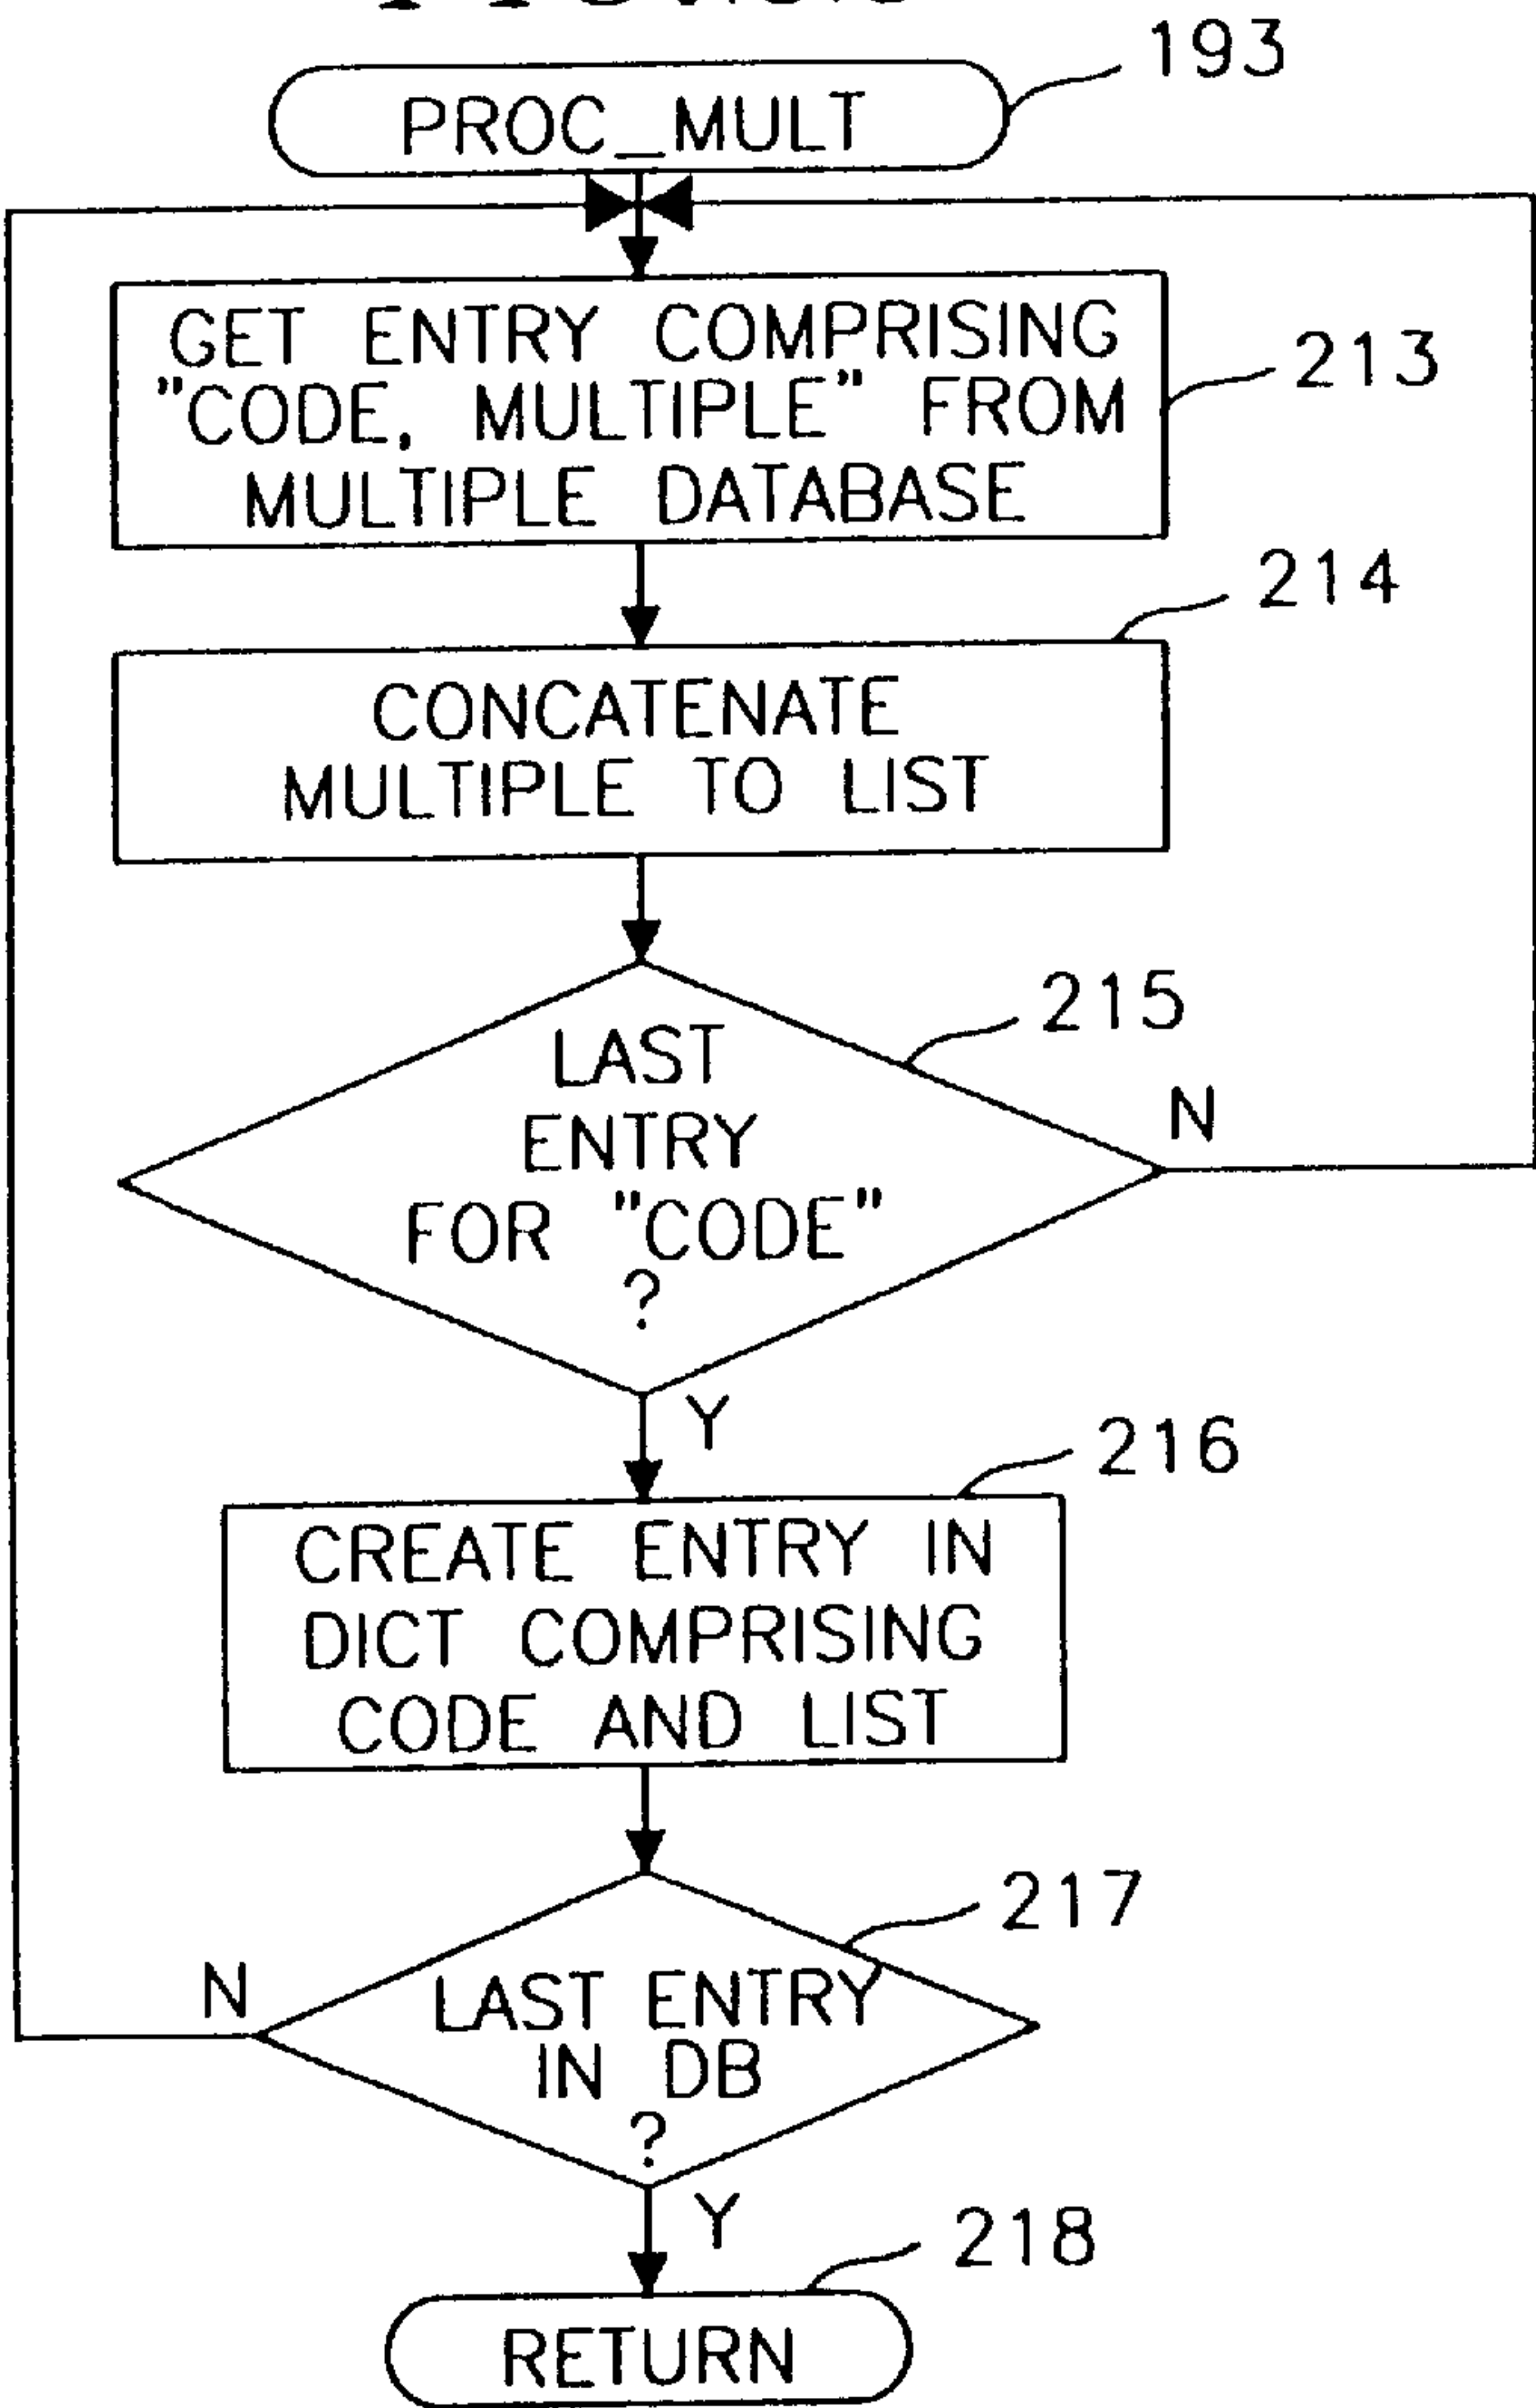 193
PROC_MULT
GET ENTRY COMPRISING
"CODE, MULTIPLE" FROM
MULTIPLE DATABASE
213
214
CONCATENATE
MULTIPLE TO LIST
215
LAST
ENTRY
FOR "CODE"
?
N
Y
216
CREATE ENTRY IN
DICT COMPRISING
CODE AND LIST
217
N
LAST ENTRY
IN DB
?
Y
218
RETURN